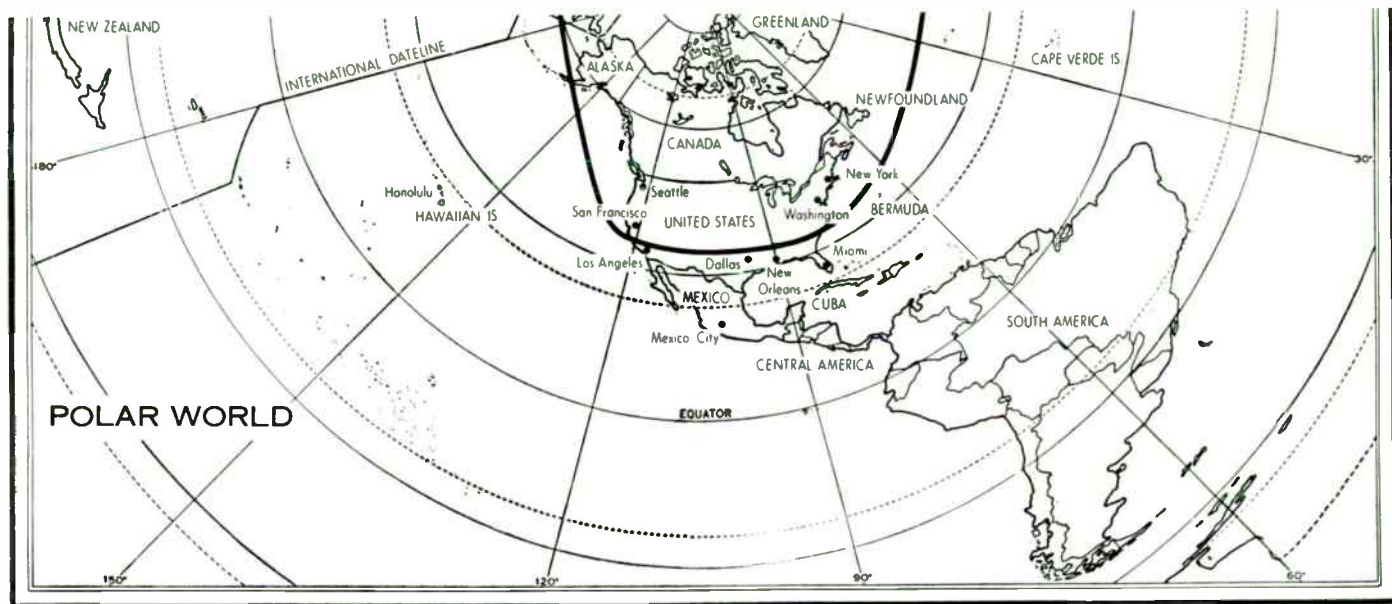 NEW ZEALAND
INTERNATIONAL DATELINE
ALASKA
GREENLAND
CAPE VERDE IS
NEWFOUNDLAND
CANADA
180°
30°
Honolulu
HAWAIIAN IS
Seattle
New York
San Francisco
UNITED STATES
Washington
BERMUDA
Los Angeles
Dallas
New
Orleans
Miami
MEXICO
CUBA
Mexico City
CENTRAL AMERICA
SOUTH AMERICA
EQUATOR
POLAR WORLD
150°
120°
90°
60°